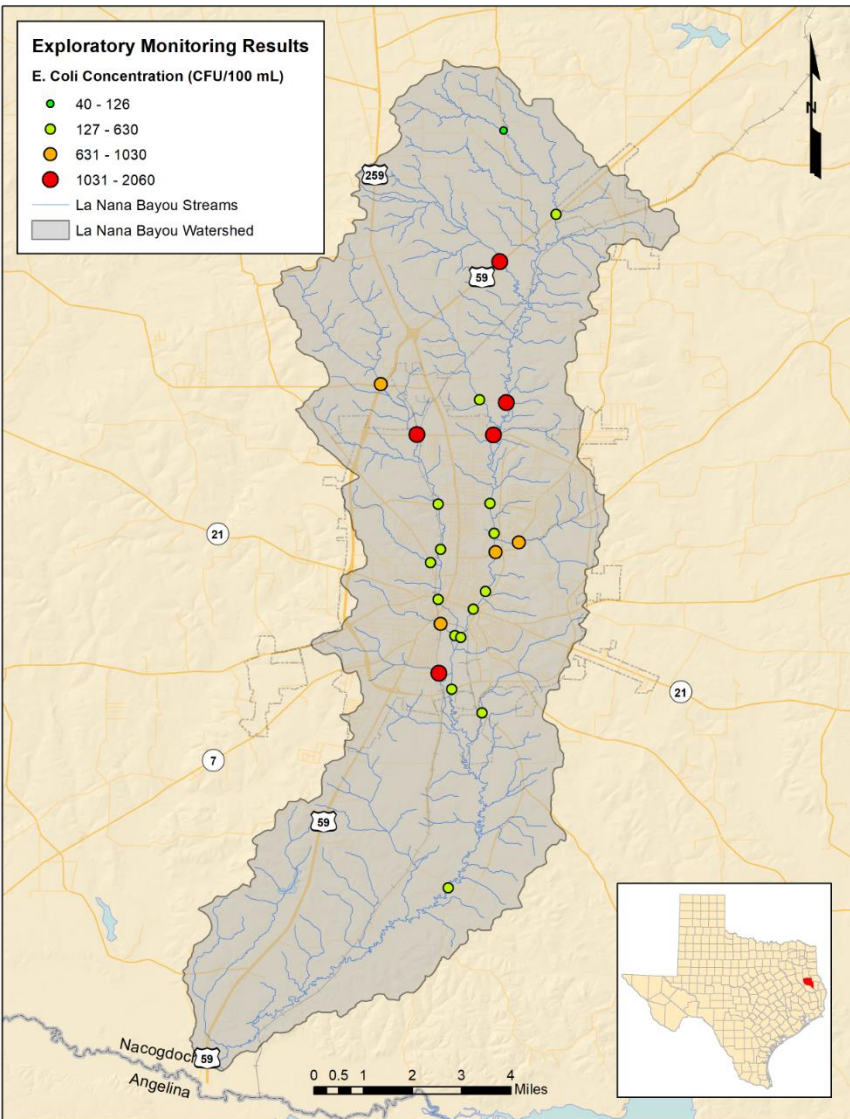 Exploratory Monitoring Results
E. Coli Concentration (CFU/100 mL)
40 - 126
127 - 630
631 - 1030
1031 - 2060
La Nana Bayou Streams
La Nana Bayou Watershed
N
259
59
21
21
7
59
Nacogdoch
59
Angelina
0 0.5 1 2 3 4
Miles